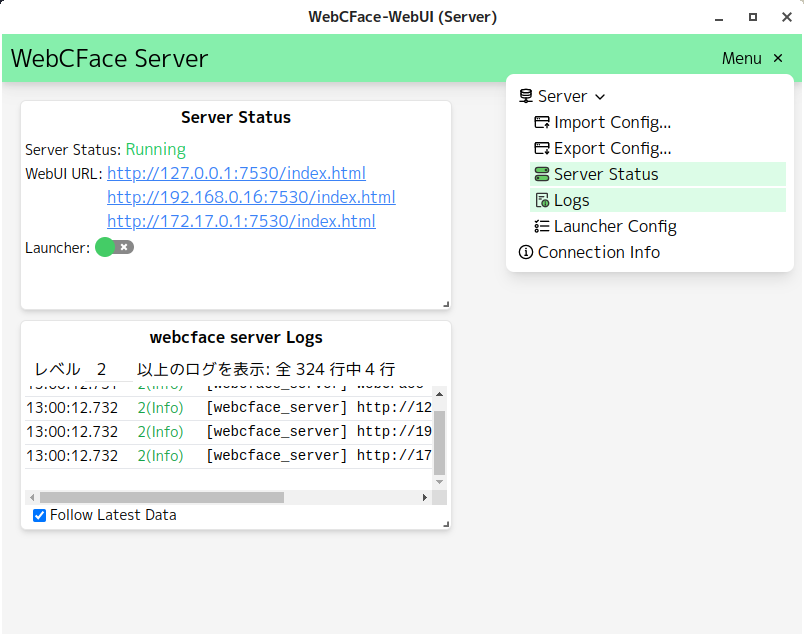 WebCFace-WebUI (Server)
WebCFace Server
Menu ×
Server
Import Config...
Export Config...
Server Status
Logs
Launcher Config
Connection Info
Server Status
Server Status: Running
WebUI URL: http://127.0.0.1:7530/index.html
http://192.168.0.16:7530/index.html
http://172.17.0.1:7530/index.html
Launcher:
webcface server Logs
レベル 2 以上のログを表示: 全 324 行中 4 行
13:00:12.731 2(Info) [webcface_server] webcface
13:00:12.732 2(Info) [webcface_server] http://12
13:00:12.732 2(Info) [webcface_server] http://19
13:00:12.732 2(Info) [webcface_server] http://17
Follow Latest Data